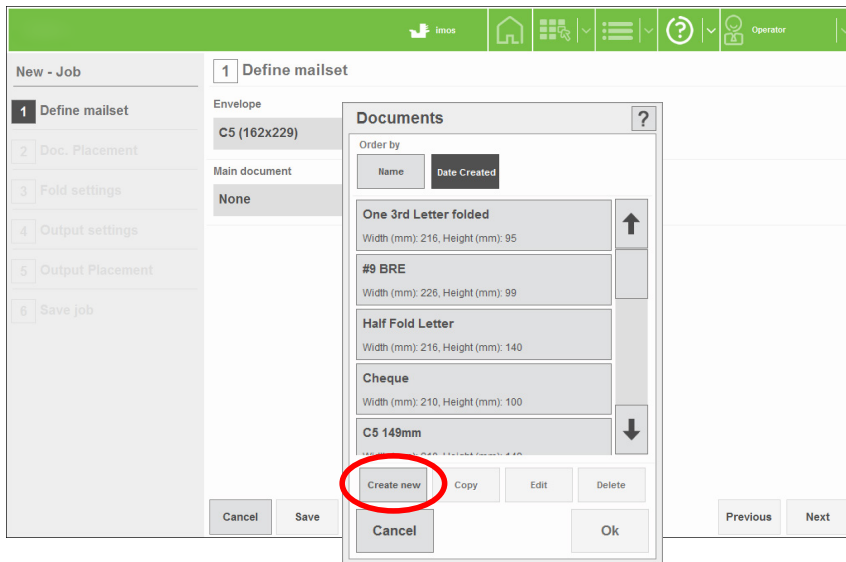 imos
?
Operator
New - Job
1 Define mailset
2 Doc. Placement
3 Fold settings
4 Output settings
5 Output Placement
6 Save job
1 Define mailset
Envelope
C5 (162x229)
Main document
None
Cancel Save
Previous Next
Documents ?
Order by
Name Date Created
One 3rd Letter folded
Width (mm): 216, Height (mm): 95
#9 BRE
Width (mm): 226, Height (mm): 99
Half Fold Letter
Width (mm): 216, Height (mm): 140
Cheque
Width (mm): 210, Height (mm): 100
C5 149mm
Create new Copy Edit Delete
Cancel Ok